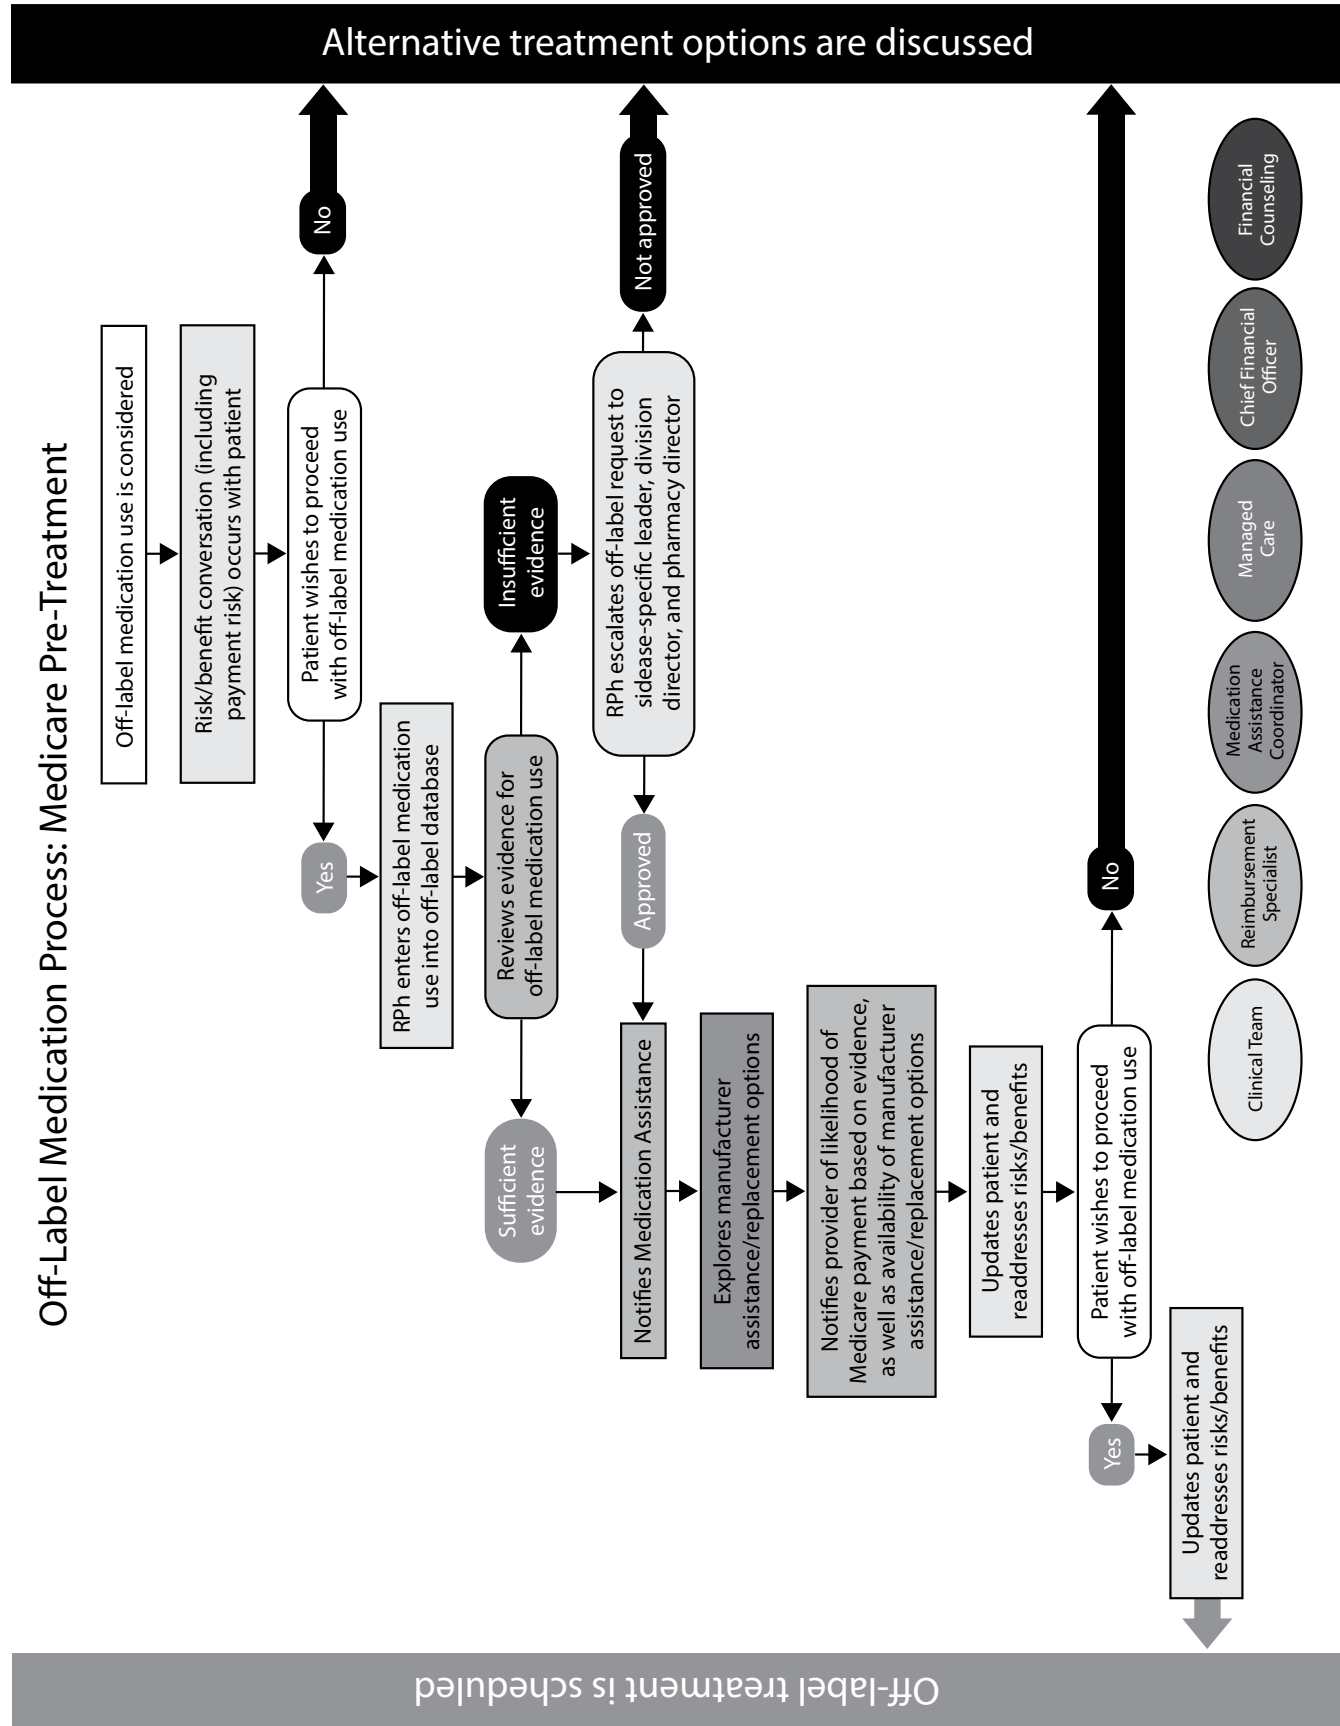 Off-Label Medication Process: Medicare Pre-Treatment
Off-label medication use is considered
Risk/benefit conversation (including
payment risk) occurs with patient
Patient wishes to proceed
with off-label medication use
Yes
No
RPh enters off-label medication
use into off-label database
Reviews evidence for
off-label medication use
Sufficient
evidence
Insufficient
evidence
RPh escalates off-label request to
sidease-specific leader, division
director, and pharmacy director
Approved
Not approved
Notifies Medication Assistance
Explores manufacturer
assistance/replacement options
Notifies provider of likelihood of
Medicare payment based on evidence,
as well as availability of manufacturer
assistance/replacement options
Updates patient and
readdresses risks/benefits
Patient wishes to proceed
with off-label medication use
Yes
No
Updates patient and
readdresses risks/benefits
Off-label treatment is scheduled
Alternative treatment options are discussed
Clinical Team
Reimbursement
Specialist
Medication
Assistance
Coordinator
Managed
Care
Chief Financial
Officer
Financial
Counseling